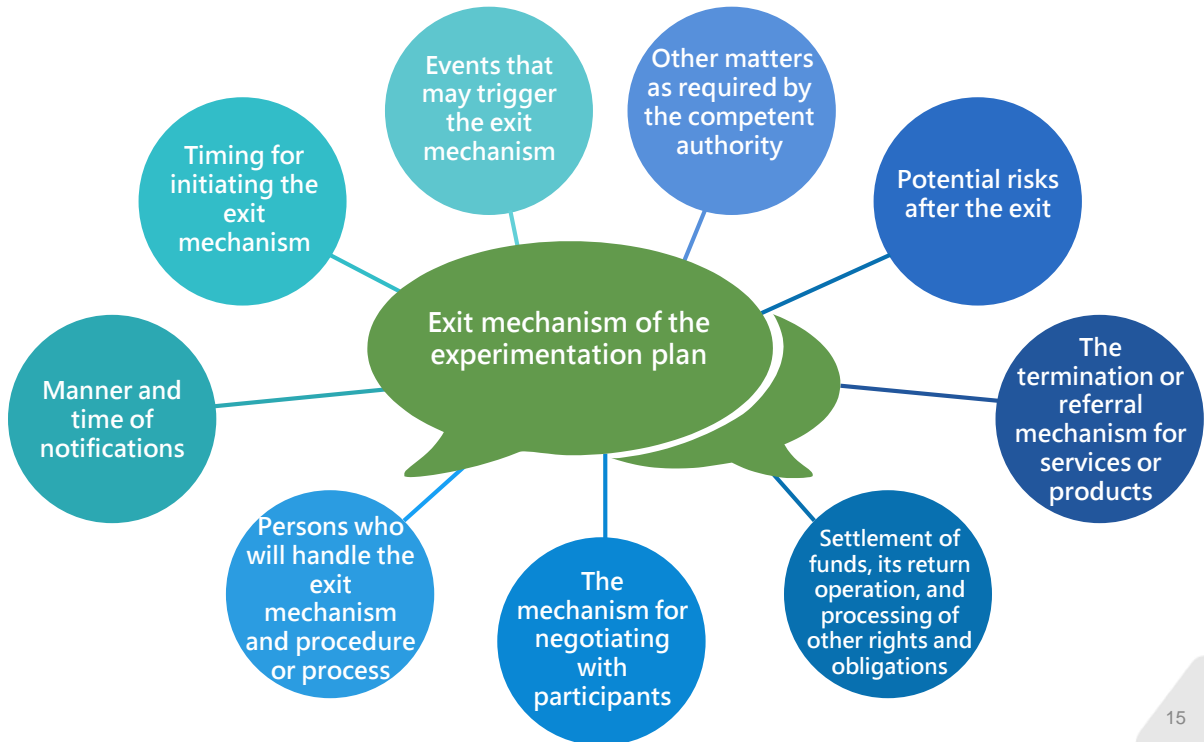 Exit mechanism of the
experimentation plan
Events that
may trigger
the exit
mechanism
Other matters
as required by
the competent
authority
Potential risks
after the exit
The
termination or
referral
mechanism for
services or
products
Settlement of
funds, its return
operation, and
processing of
other rights and
obligations
The
mechanism for
negotiating
with
participants
Persons who
will handle the
exit
mechanism
and procedure
or process
Manner and
time of
notifications
Timing for
initiating the
exit
mechanism
15